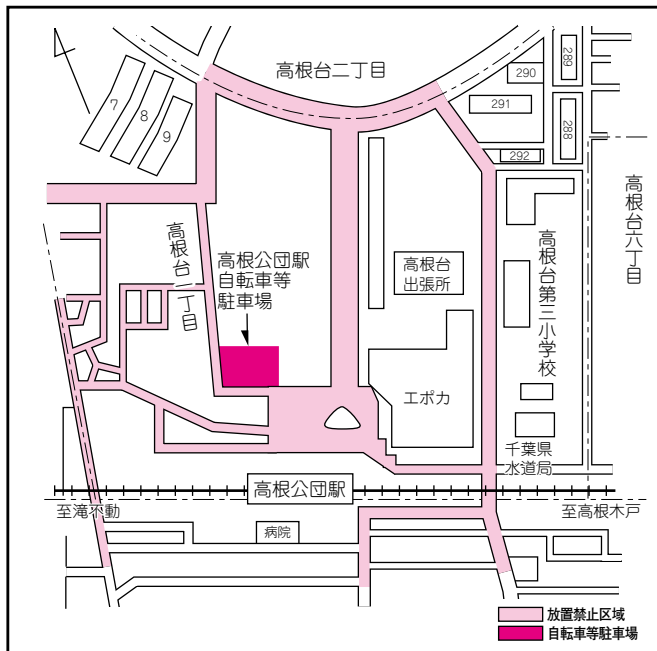 高根台二丁目
7
8
9
289
290
291
288
292
高根台六丁目
高根台一丁目
高根公団駅
自転車等
駐車場
高根台
出張所
高根台第三小学校
エポカ
千葉県
水道局
高根公団駅
至滝不動
至高根木戸
病院
放置禁止区域
自転車等駐車場